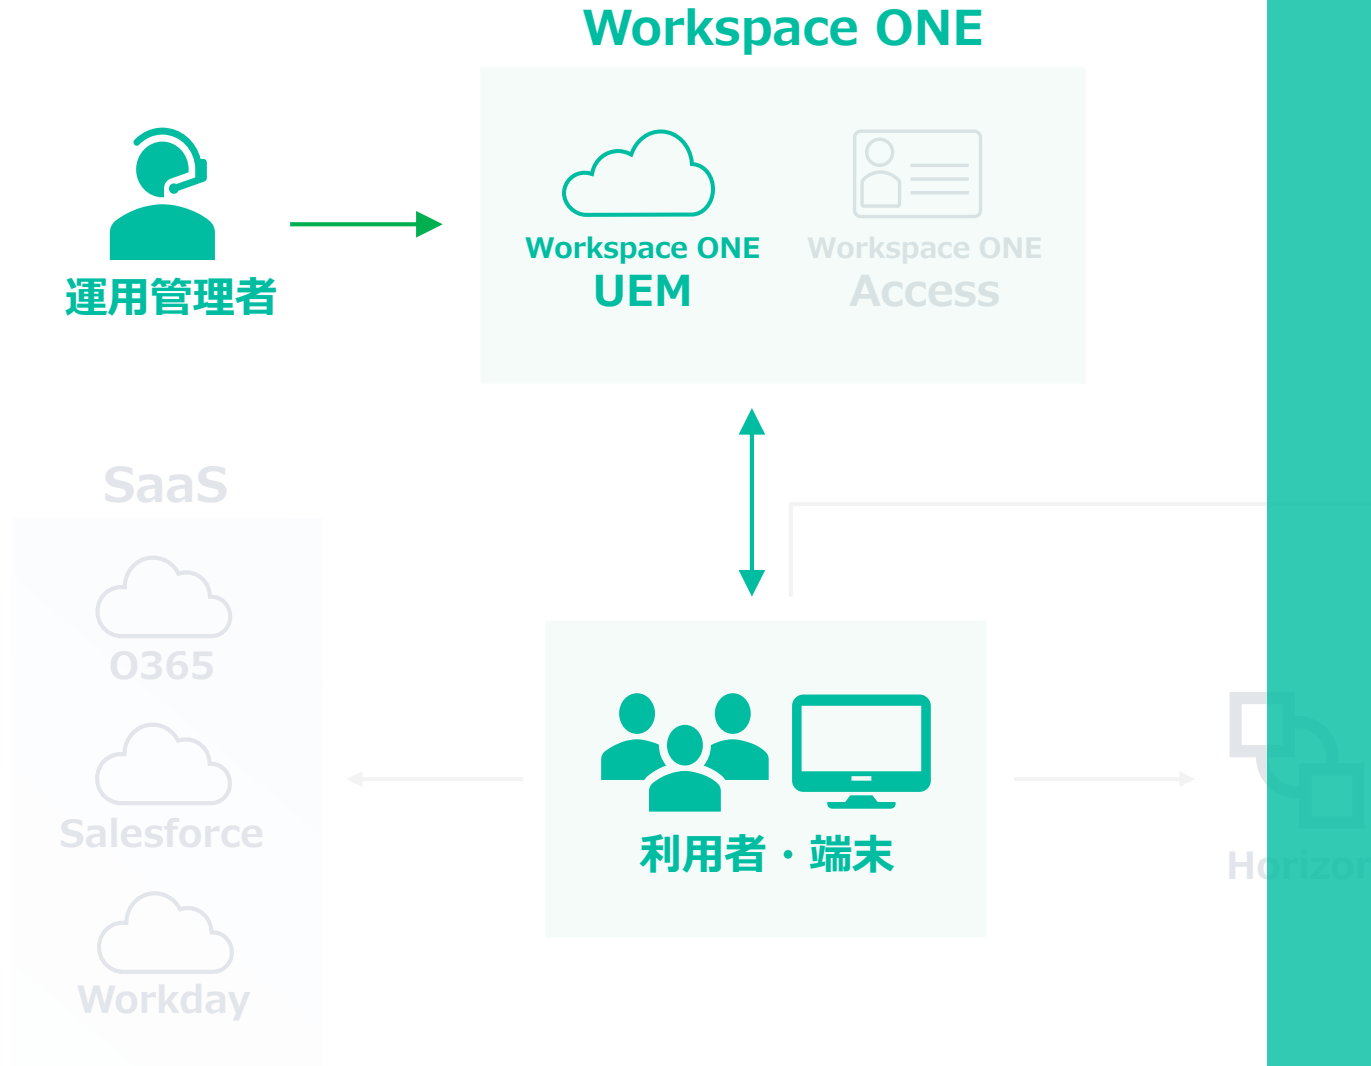 Workspace ONE
Workspace ONE
UEM
Workspace ONE
Access
運用管理者
SaaS
O365
Salesforce
Workday
利用者・端末
Horizon